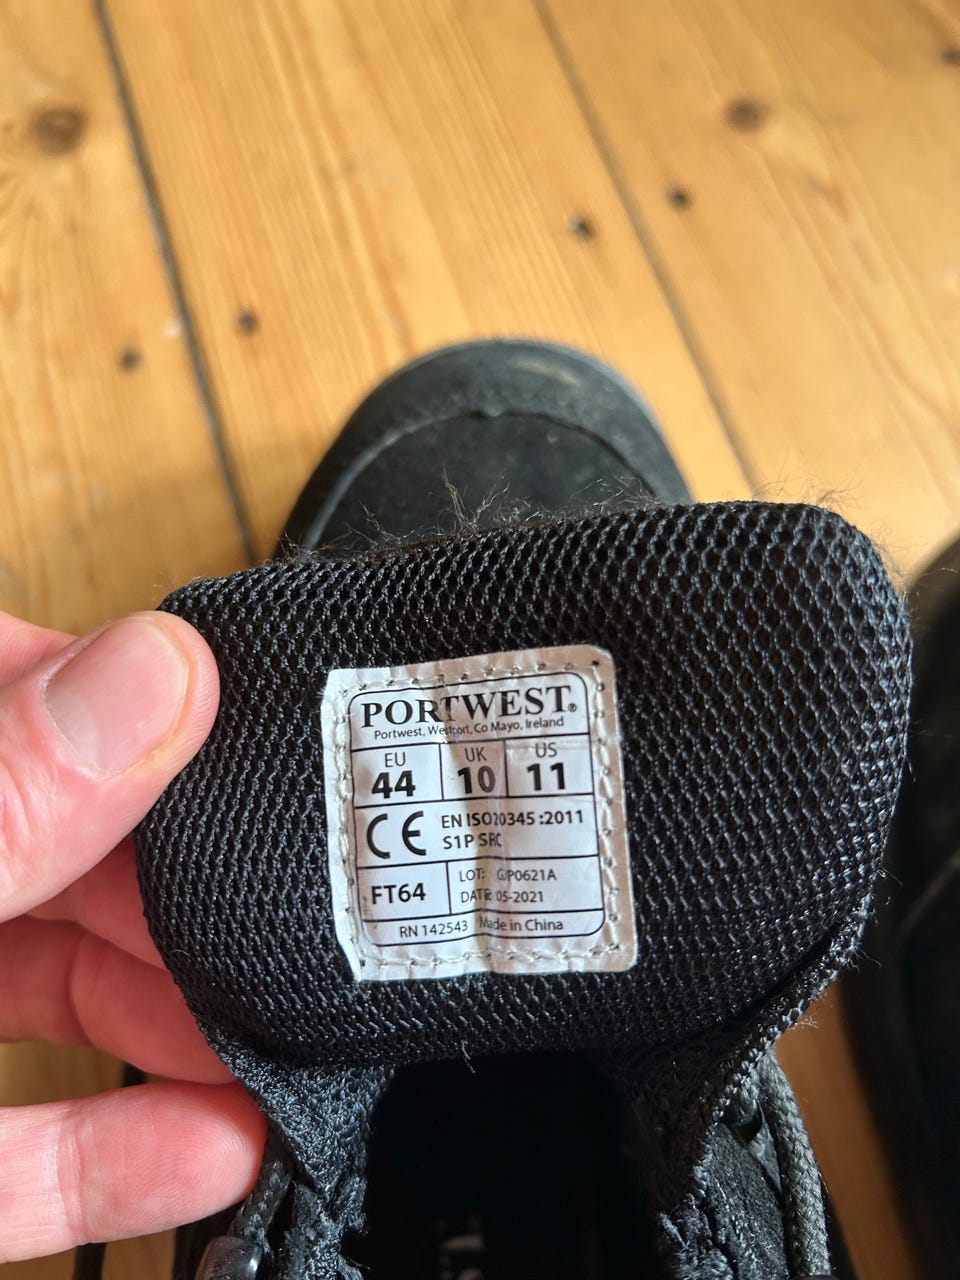 PORTWEST®
Portwest, Westport, Co Mayo, Ireland
EU UK US
44 10 11
CE EN ISO20345:2011
S1P SRC
FT64
LOT: GJP0621A
DATE: 05-2021
RN 142543 Made in China